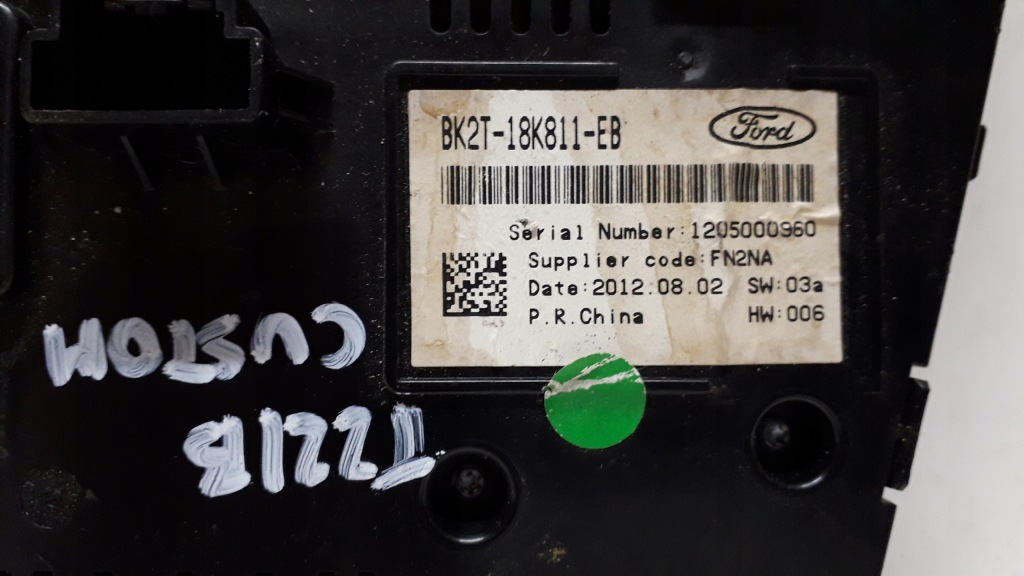 BK2T-18K811-EB
Ford
Serial Number:1205000960
Supplier code:FN2NA
Date:2012.08.02 SW:03a
P.R.China HW:006
T221B
CUSTOM